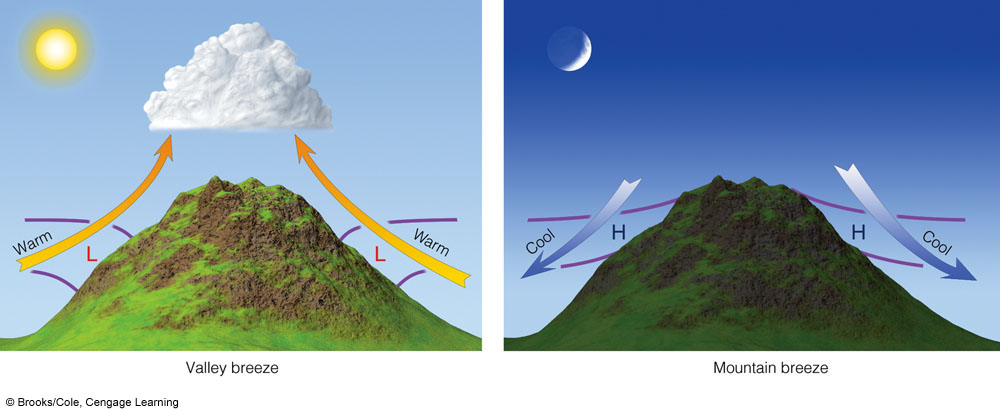 Warm
L
L
Warm
Cool
H
H
Cool
Valley breeze
Mountain breeze
© Brooks/Cole, Cengage Learning